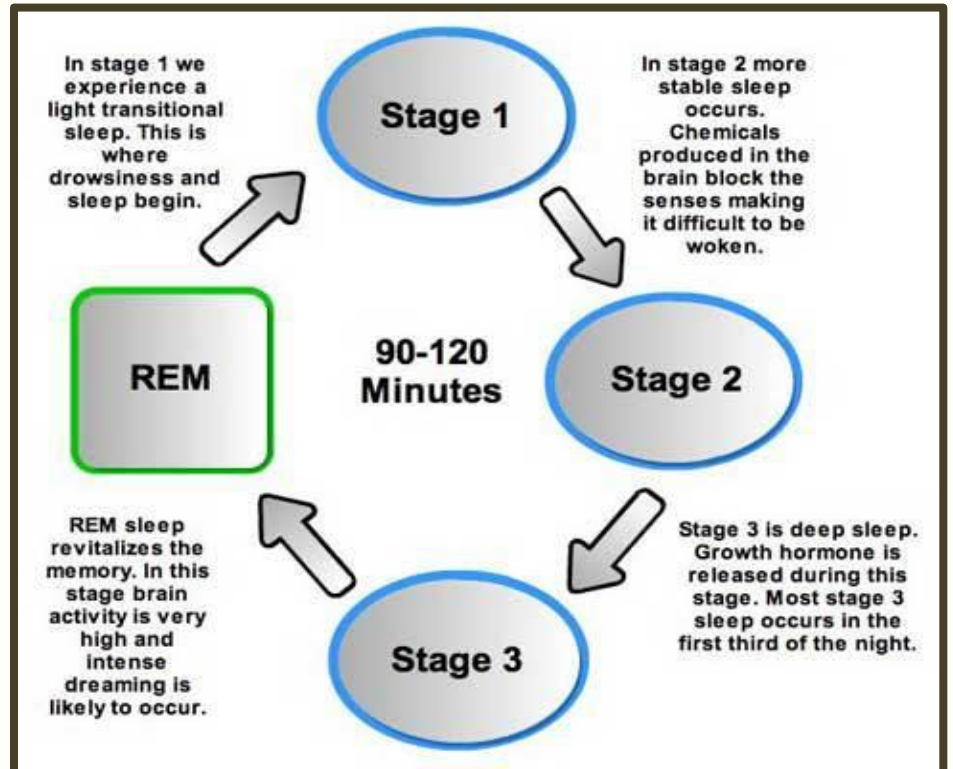 In stage 1 we
experience a
light transitional
sleep. This is
where
drowsiness and
sleep begin.
Stage 1
In stage 2 more
stable sleep
occurs.
Chemicals
produced in the
brain block the
senses making
it difficult to be
woken.
REM
90-120
Minutes
Stage 2
REM sleep
revitalizes the
memory. In this
stage brain
activity is very
high and
intense
dreaming is
likely to occur.
Stage 3
Stage 3 is deep sleep.
Growth hormone is
released during this
stage. Most stage 3
sleep occurs in the
first third of the night.